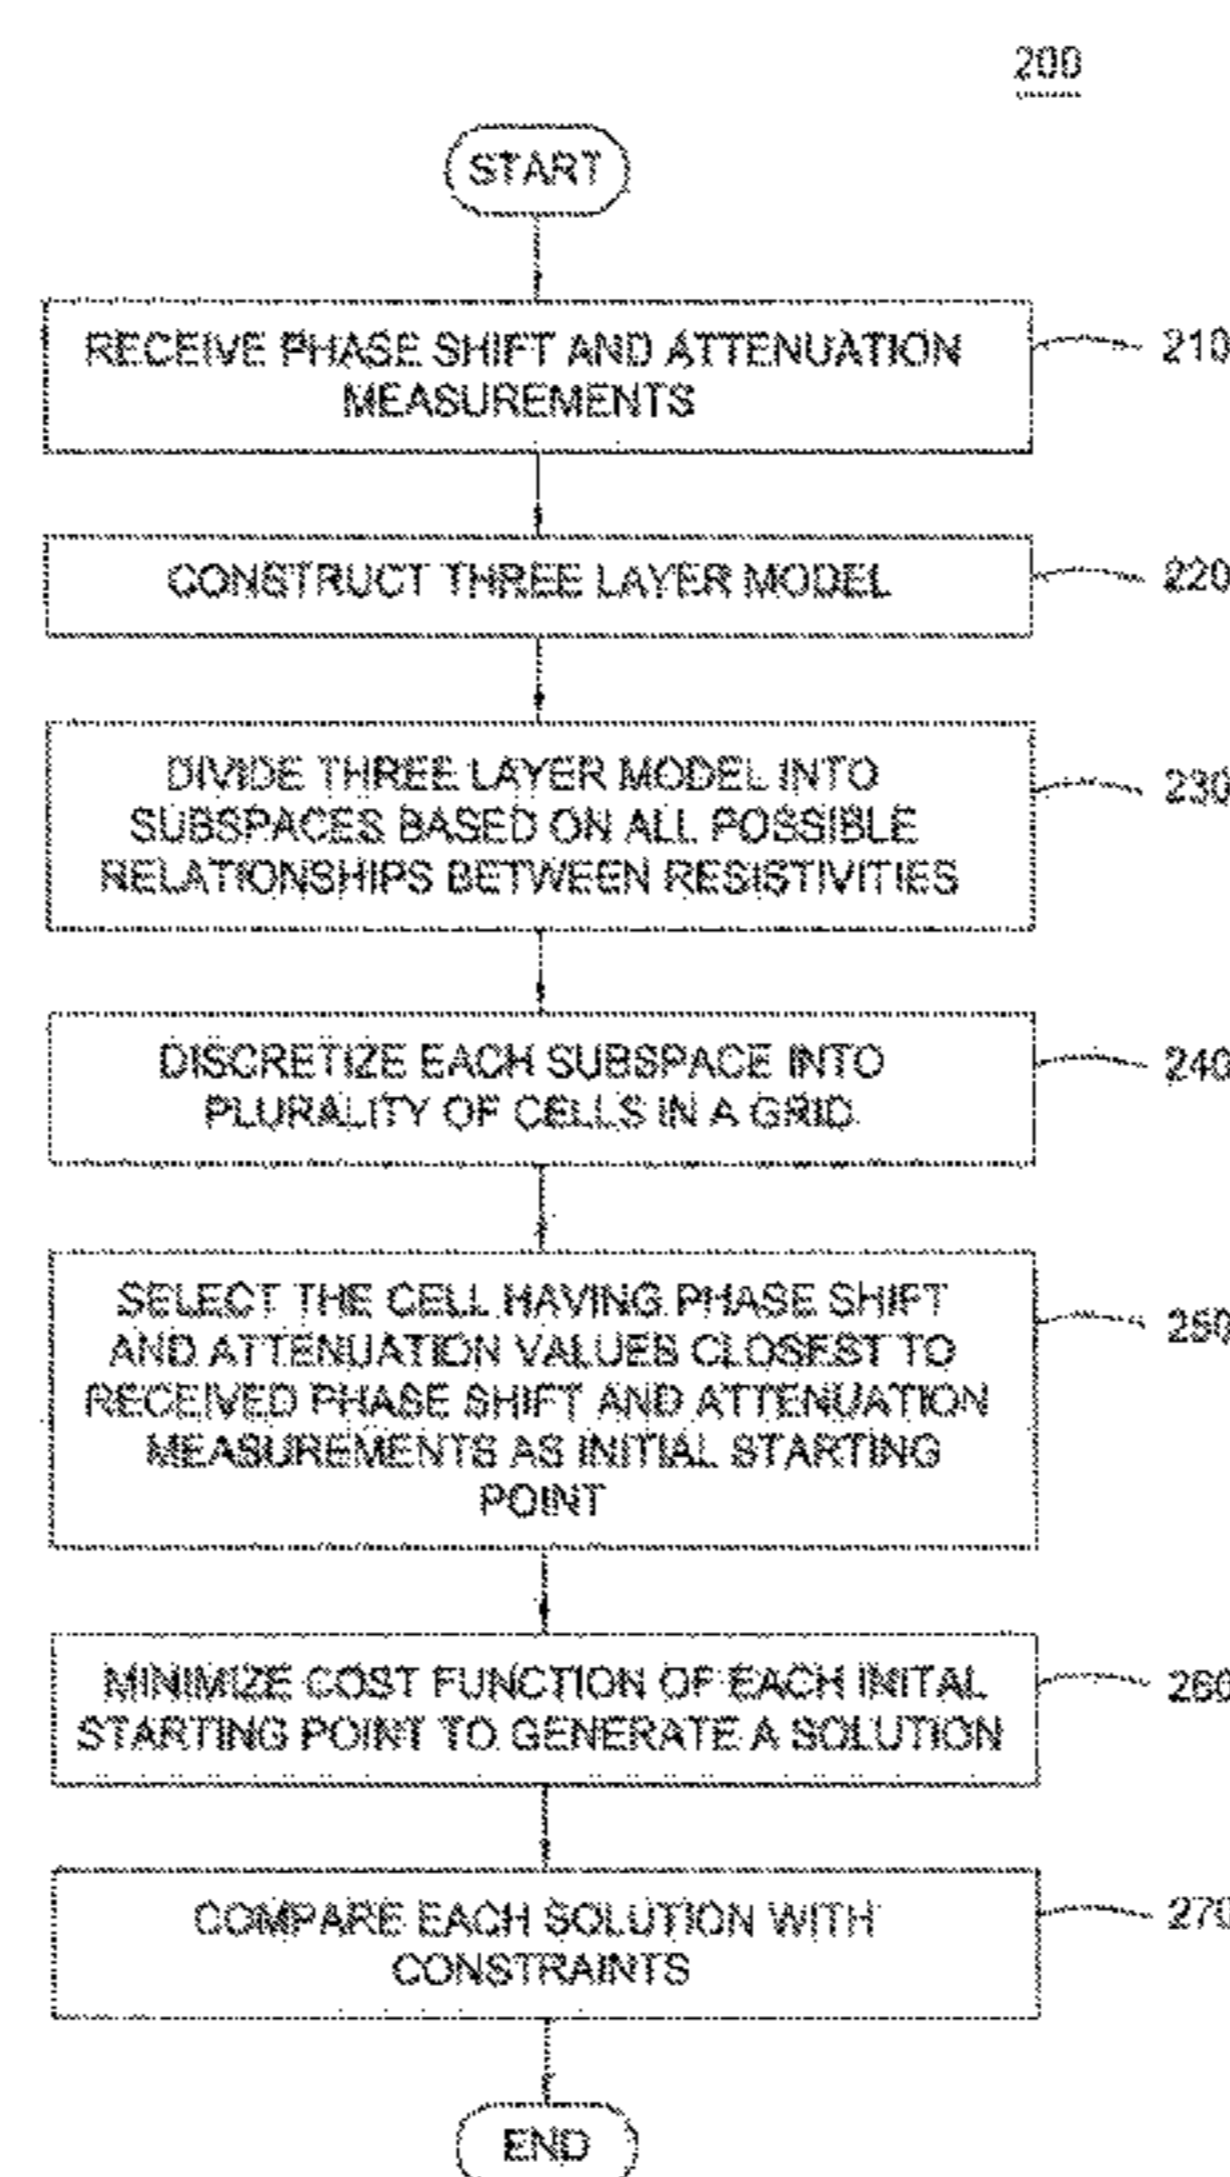 200
START
RECEIVE PHASE SHIFT AND ATTENUATION
MEASUREMENTS
210
CONSTRUCT THREE LAYER MODEL
220
DIVIDE THREE LAYER MODEL INTO
SUBSPACES BASED ON ALL POSSIBLE
RELATIONSHIPS BETWEEN RESISTIVITIES
230
DISCRETIZE EACH SUBSPACE INTO
PLURALITY OF CELLS IN A GRID
240
SELECT THE CELL HAVING PHASE SHIFT
AND ATTENUATION VALUES CLOSEST TO
RECEIVED PHASE SHIFT AND ATTENUATION
MEASUREMENTS AS INITIAL STARTING
POINT
250
MINIMIZE COST FUNCTION OF EACH INITAL
STARTING POINT TO GENERATE A SOLUTION
260
COMPARE EACH SOLUTION WITH
CONSTRAINTS
270
END